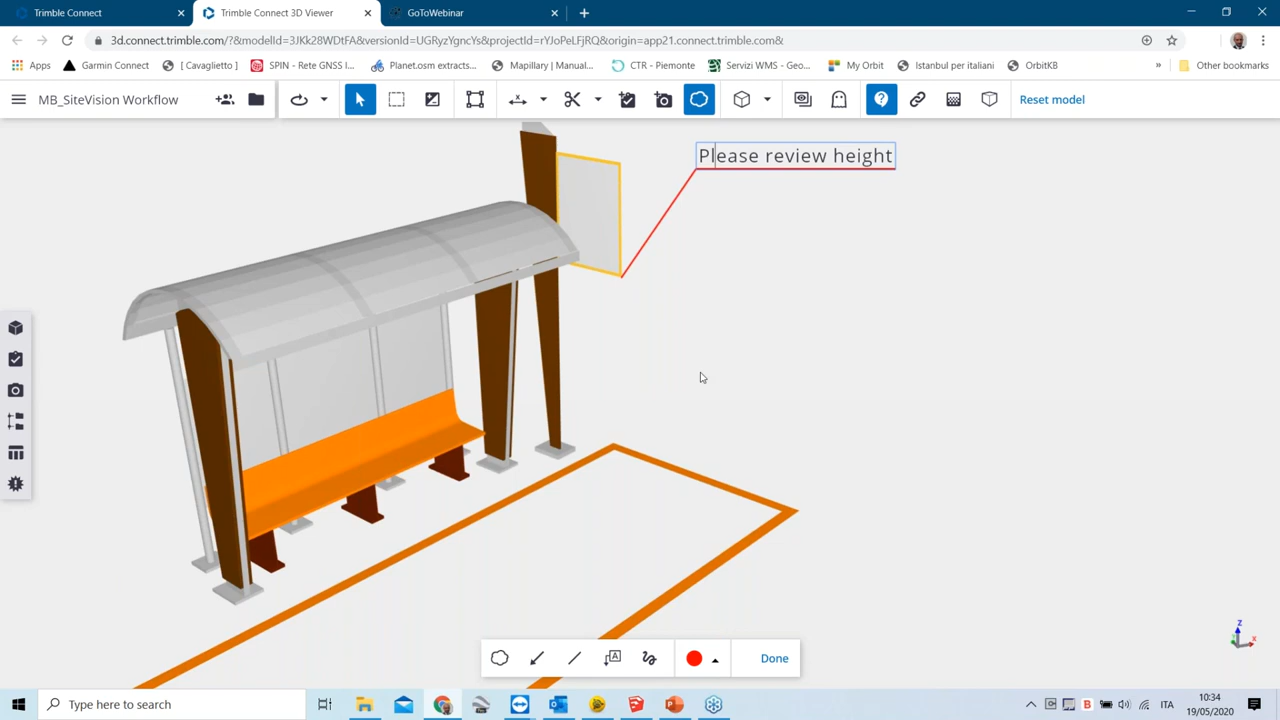 Trimble Connect
Trimble Connect 3D Viewer
GoToWebinar
3d.connect.trimble.com/?&modelId=3JKk28WDtFA&versionId=UGRyzYgncYs&projectId=rYJoPeLFjRQ&origin=app21.connect.trimble.com&
Apps
Garmin Connect
[ Cavaglietto ]
SPIN - Rete GNSS I...
Planet.osm extracts...
Mapillary | Manual...
CTR - Piemonte
Servizi WMS - Geo...
My Orbit
Istanbul per italiani
OrbitKB
»
Other bookmarks
MB_SiteVision Workflow
Reset model
Please review height
Z
X
A
Done
Type here to search
ITA
10:34
19/05/2020